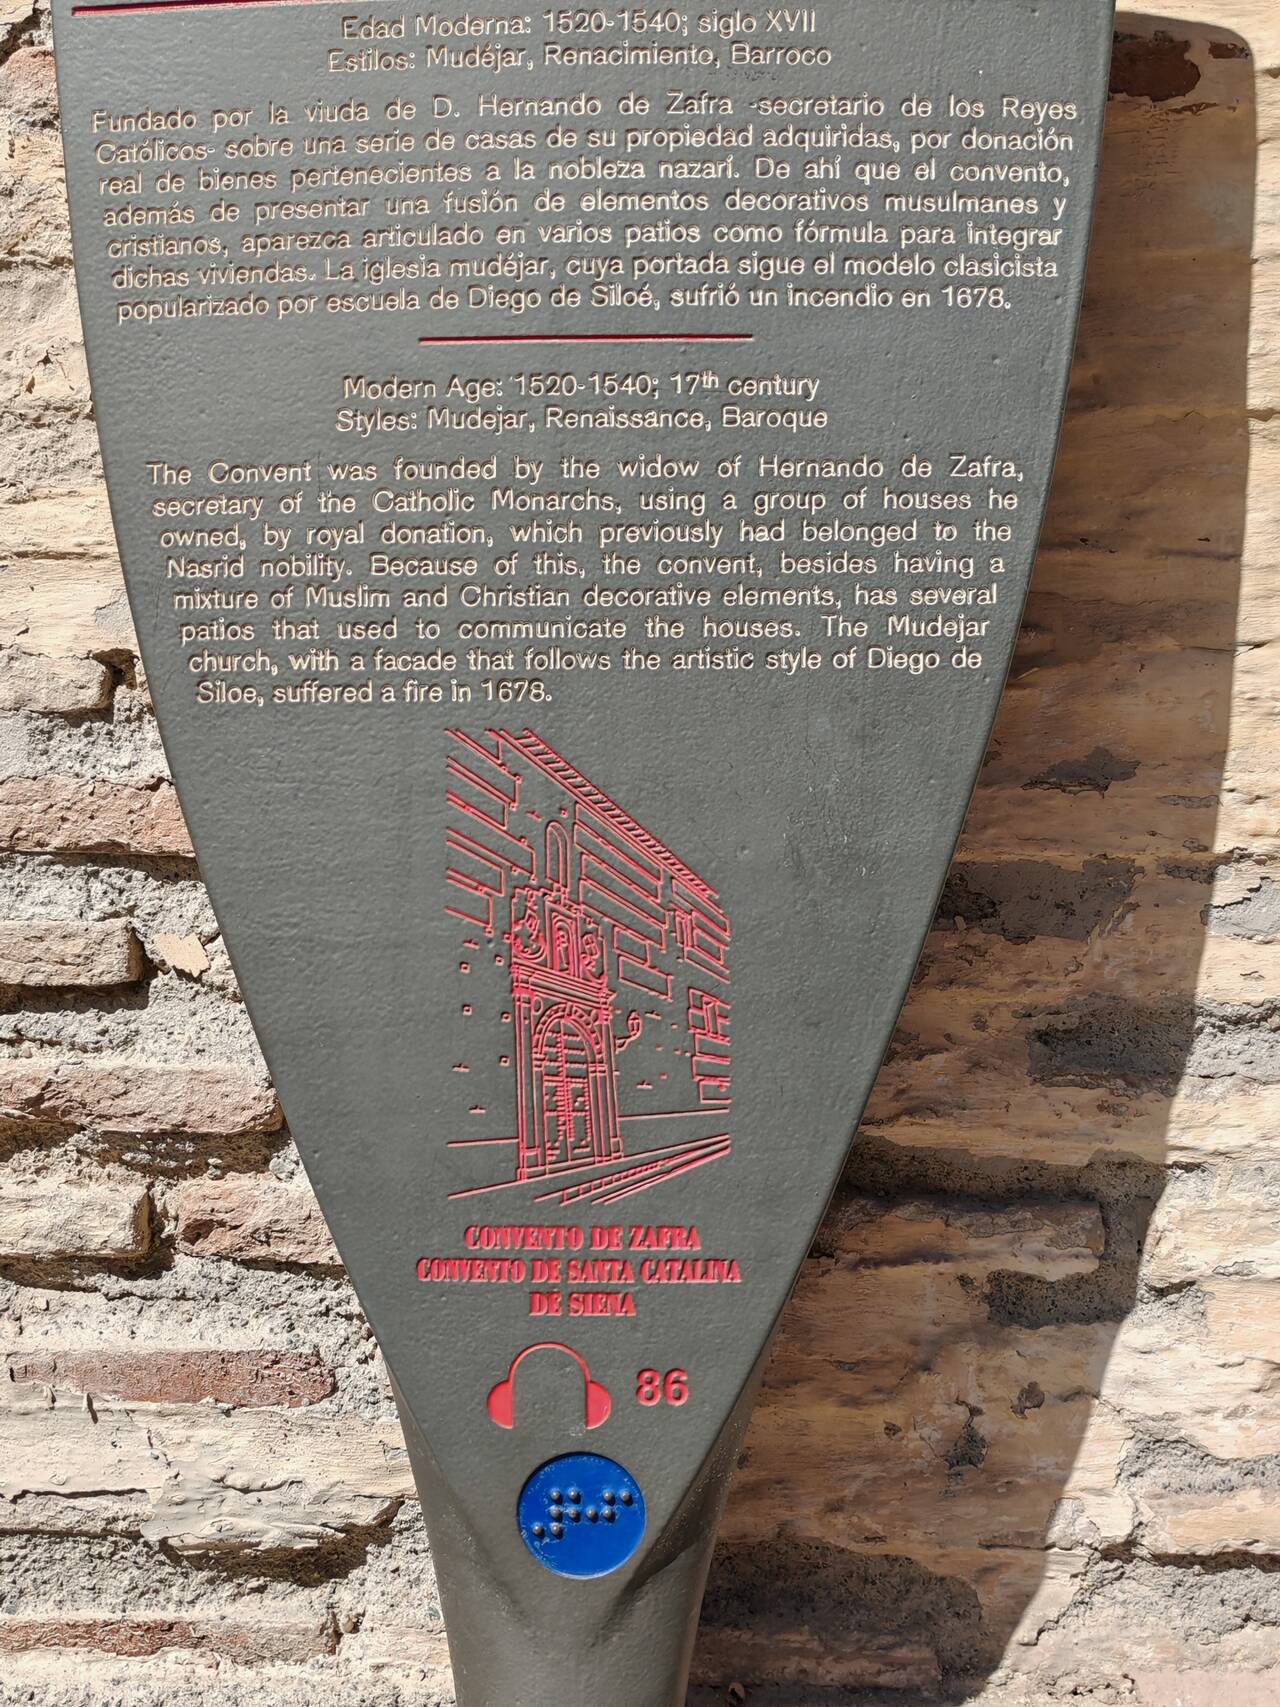 Edad Moderna: 1520-1540; siglo XVII
Estilos: Mudéjar, Renacimiento, Barroco
Fundado por la viuda de D. Hernando de Zafra -secretario de los Reyes
Católicos- sobre una serie de casas de su propiedad adquiridas, por donación
real de bienes pertenecientes a la nobleza nazarí. De ahí que el convento,
además de presentar una fusión de elementos decorativos musulmanes y
cristianos, aparezca articulado en varios patios como fórmula para integrar
dichas viviendas. La iglesia mudéjar, cuya portada sigue el modelo clasicista
popularizado por escuela de Diego de Siloé, sufrió un incendio en 1678.
Modern Age: 1520-1540; 17th century
Styles: Mudejar, Renaissance, Baroque
The Convent was founded by the widow of Hernando de Zafra,
secretary of the Catholic Monarchs, using a group of houses he
owned, by royal donation, which previously had belonged to the
Nasrid nobility. Because of this, the convent, besides having a
mixture of Muslim and Christian decorative elements, has several
patios that used to communicate the houses. The Mudejar
church, with a facade that follows the artistic style of Diego de
Siloe, suffered a fire in 1678.
CONVENTO DE ZAFRA
CONVENTO DE SANTA CATALINA
DE SIENA
86